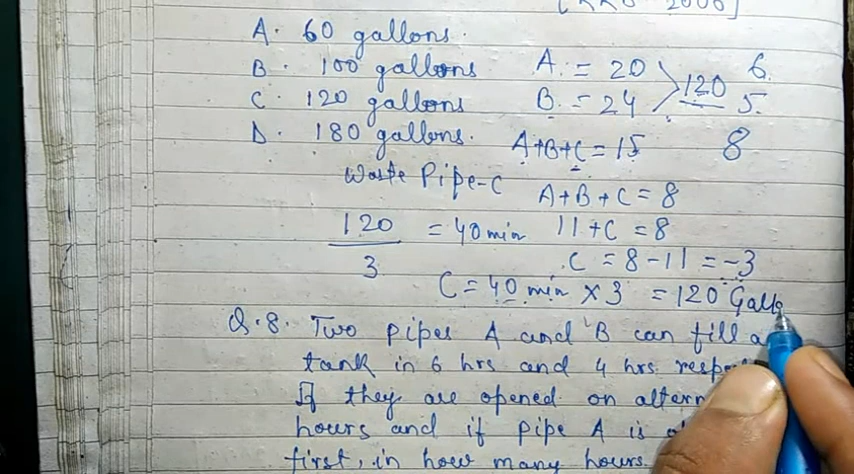 A. 60 gallons.
B. 100 gallons A. = 20 120 6
C. 120 gallons B. = 24 5
D. 180 gallons. A+B+C = 15 8
Waste Pipe-C A+B+C = 8
120 = 40 min 11+C = 8
3 C = 8-11 = -3
C = 40 min × 3 = 120 Gall
Q.8. Two pipes A and B can fill a
tank in 6 hrs and 4 hrs.
If they are opened on
hours and if pipe A is
first, in how many hours